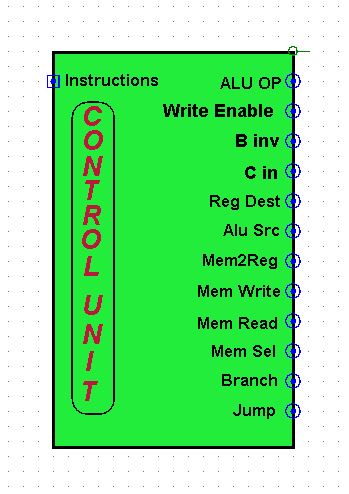 Instructions
CONTROL UNIT
ALU OP
Write Enable
B inv
C in
Reg Dest
Alu Src
Mem2Reg
Mem Write
Mem Read
Mem Sel
Branch
Jump